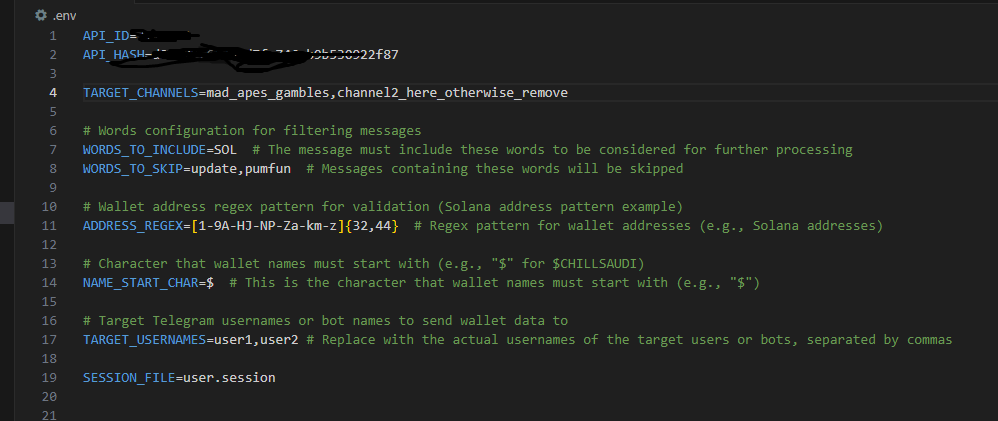 .env
1 API_ID=
2 API_HASH=
3
4 TARGET_CHANNELS=mad_apes_gambles,channel2_here_otherwise_remove
5
6 # Words configuration for filtering messages
7 WORDS_TO_INCLUDE=SOL  # The message must include these words to be considered for further processing
8 WORDS_TO_SKIP=update,pumfun  # Messages containing these words will be skipped
9
10 # Wallet address regex pattern for validation (Solana address pattern example)
11 ADDRESS_REGEX=[1-9A-HJ-NP-Za-km-z]{32,44}  # Regex pattern for wallet addresses (e.g., Solana addresses)
12
13 # Character that wallet names must start with (e.g., "$" for $CHILLSAUDI)
14 NAME_START_CHAR=$  # This is the character that wallet names must start with (e.g., "$")
15
16 # Target Telegram usernames or bot names to send wallet data to
17 TARGET_USERNAMES=user1,user2 # Replace with the actual usernames of the target users or bots, separated by commas
18
19 SESSION_FILE=user.session
20
21